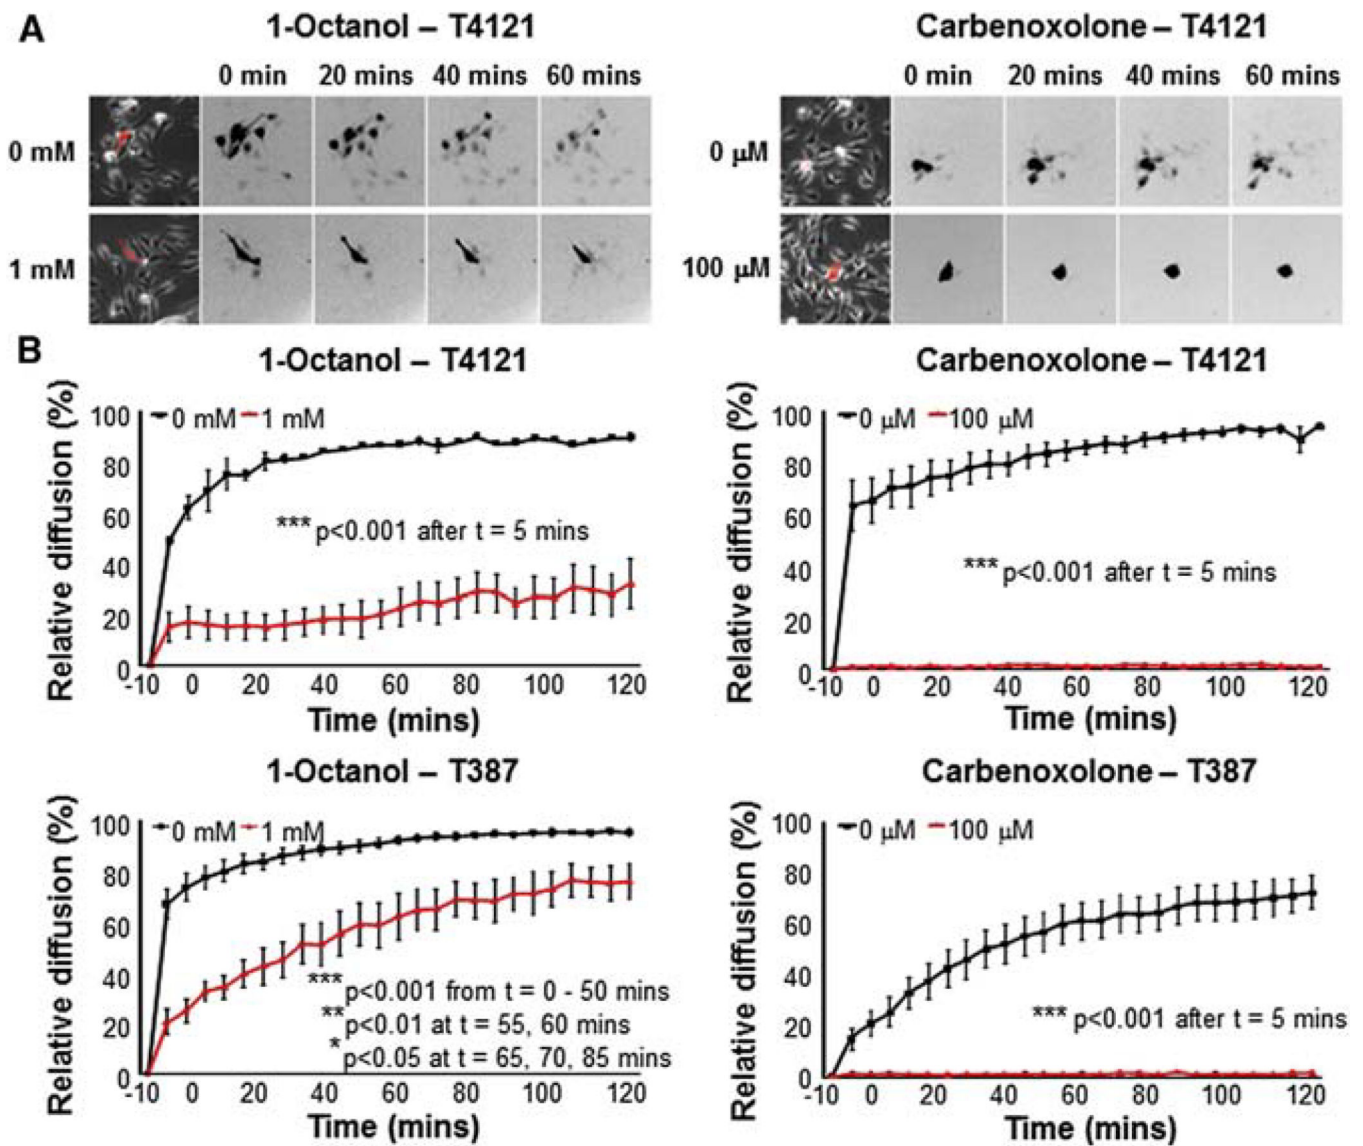 A
1-Octanol – T4121
0 min 20 mins 40 mins 60 mins
0 mM
1 mM
Carbenoxolone – T4121
0 min 20 mins 40 mins 60 mins
0 µM
100 µM
B
1-Octanol – T4121
Relative diffusion (%)
100
80
60
40
20
0
0 mM 1 mM
***p<0.001 after t = 5 mins
-10 0 20 40 60 80 100 120
Time (mins)
Carbenoxolone – T4121
Relative diffusion (%)
100
80
60
40
20
0
0 µM 100 µM
***p<0.001 after t = 5 mins
-10 0 20 40 60 80 100 120
Time (mins)
1-Octanol – T387
Relative diffusion (%)
100
80
60
40
20
0
0 mM 1 mM
***p<0.001 from t = 0 - 50 mins
**p<0.01 at t = 55, 60 mins
*p<0.05 at t = 65, 70, 85 mins
-10 0 20 40 60 80 100 120
Time (mins)
Carbenoxolone – T387
Relative diffusion (%)
100
80
60
40
20
0
0 µM 100 µM
*** p<0.001 after t = 5 mins
-10 0 20 40 60 80 100 120
Time (mins)